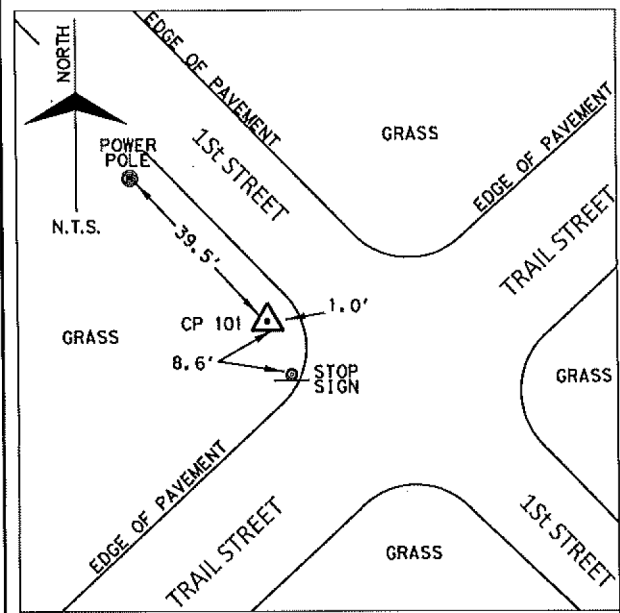 NORTH
EDGE OF PAVEMENT
1St STREET
GRASS
EDGE OF PAVEMENT
POWER
POLE
N.T.S.
39.5'
TRAIL STREET
CP 101
1.0'
GRASS
8.6'
STOP
SIGN
GRASS
EDGE OF PAVEMENT
TRAIL STREET
GRASS
1St STREET